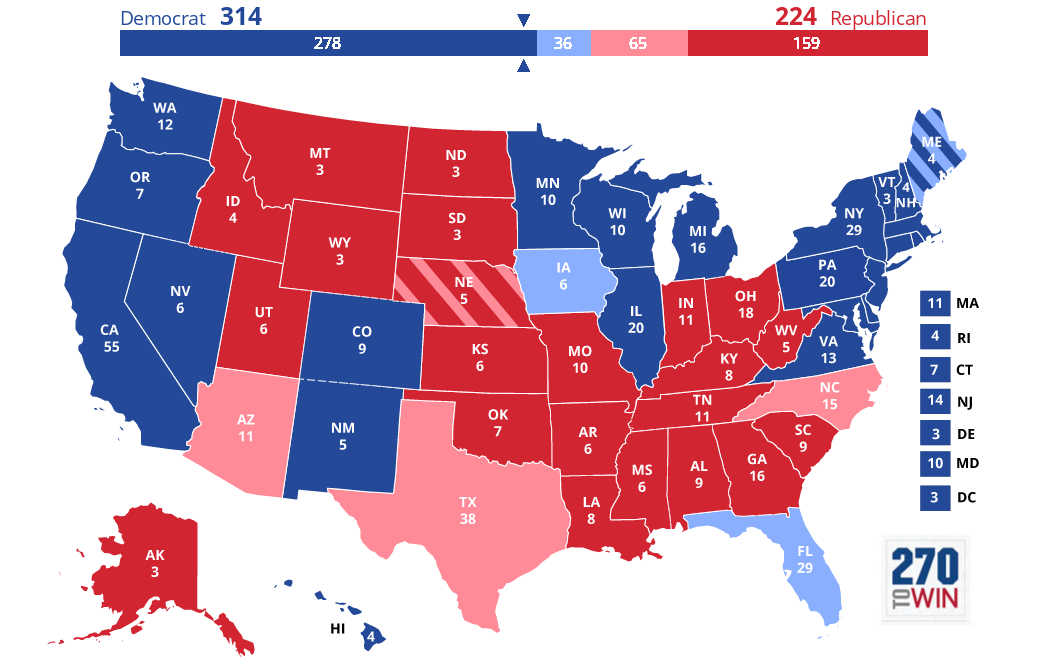 Democrat 314
224 Republican
278 36 65 159
WA
12
OR
7
CA
55
NV
6
ID
4
MT
3
WY
3
UT
6
AZ
11
CO
9
NM
5
ND
3
SD
3
NE
5
KS
6
OK
7
TX
38
MN
10
IA
6
MO
10
AR
6
LA
8
WI
10
IL
20
MI
16
IN
11
OH
18
KY
8
TN
11
MS
6
AL
9
GA
16
FL
29
SC
9
NC
15
VA
13
WV
5
PA
20
NY
29
VT
3
4
NH
ME
4
11 MA
4 RI
7 CT
14 NJ
3 DE
10 MD
3 DC
AK
3
HI 4
270
TO WIN